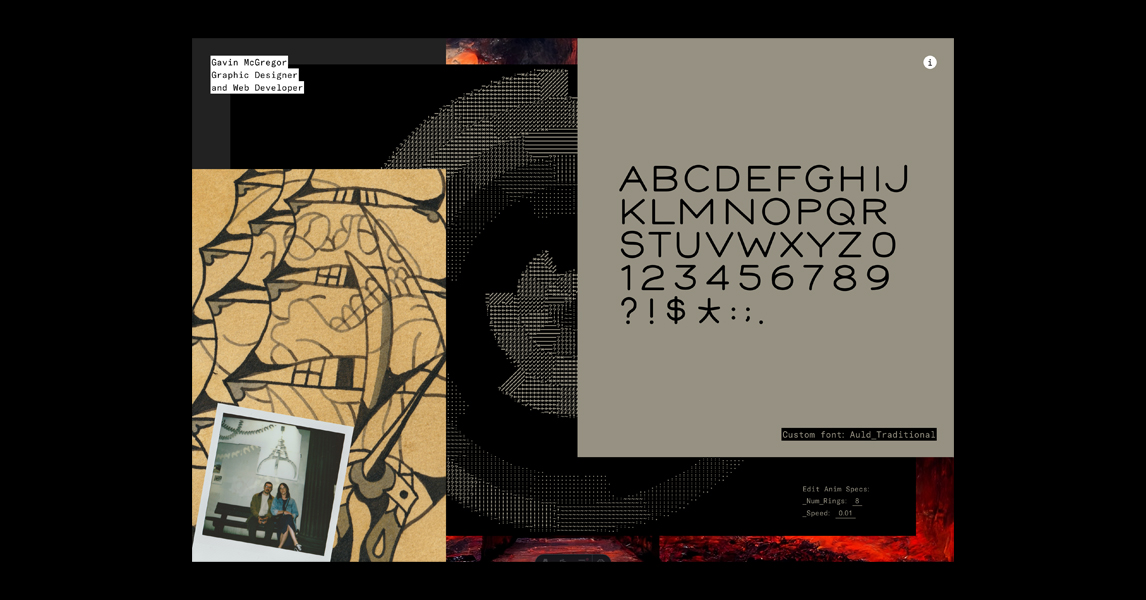 Gavin McGregor
Graphic Designer
and Web Developer
i
ABCDEFGHIJ
KLMNOPQR
STUVWXYZ0
123456789
?!$*:;.
Custom font: Auld_Traditional
Edit Anim Specs:
_Num_Rings: 8
_Speed: 0.01